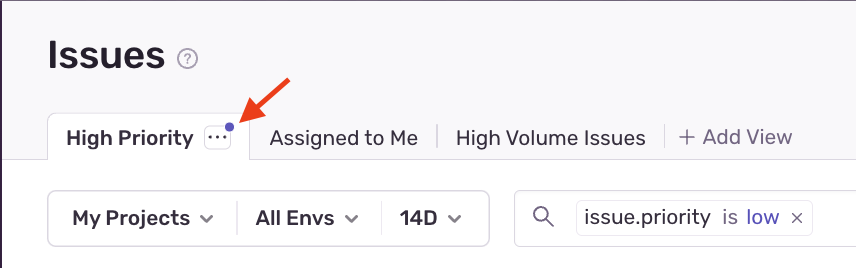 Issues ?
High Priority ··· Assigned to Me High Volume Issues + Add View
My Projects All Envs 14D issue.priority is low ×